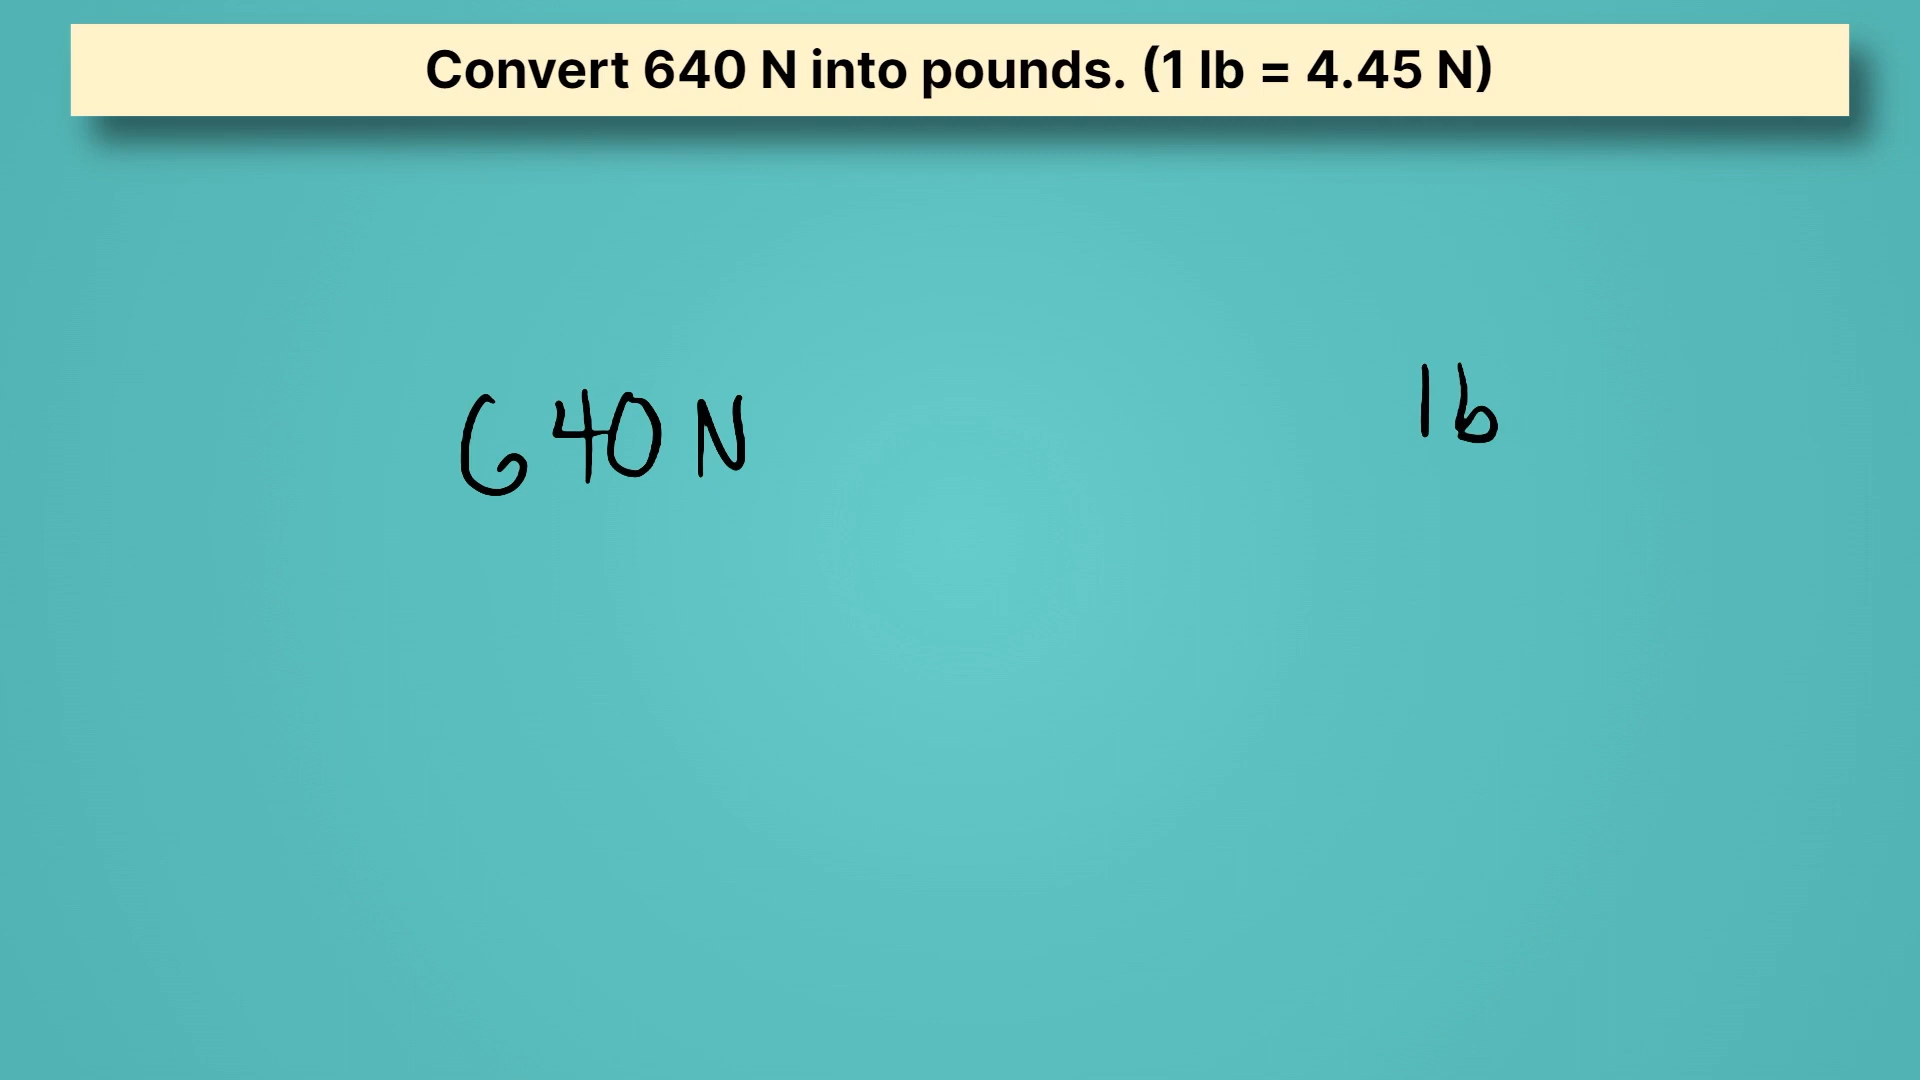 Convert 640 N into pounds. (1 lb = 4.45 N)
640 N lb